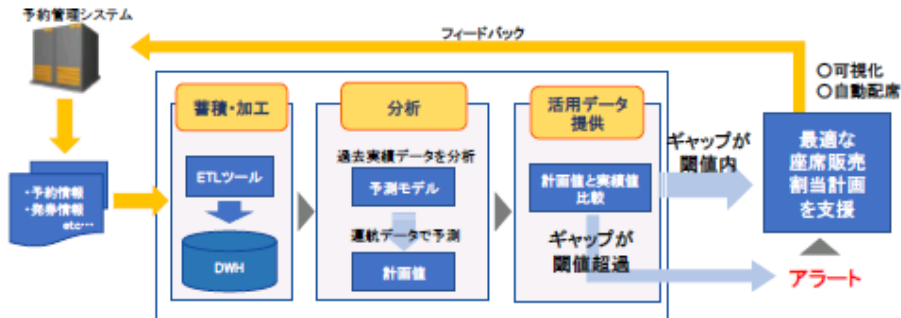 予約管理システム
フィードバック
○可視化
○自動配席
蓄積・加工
分析
活用データ
提供
ギャップが
閾値内
最適な
座席販売
割当計画
を支援
過去実績データを分析
ETLツール
予測モデル
計画値と実績値
比較
・予約情報
・発券情報
etc…
運航データで予測
ギャップが
閾値超過
DWH
計画値
アラート